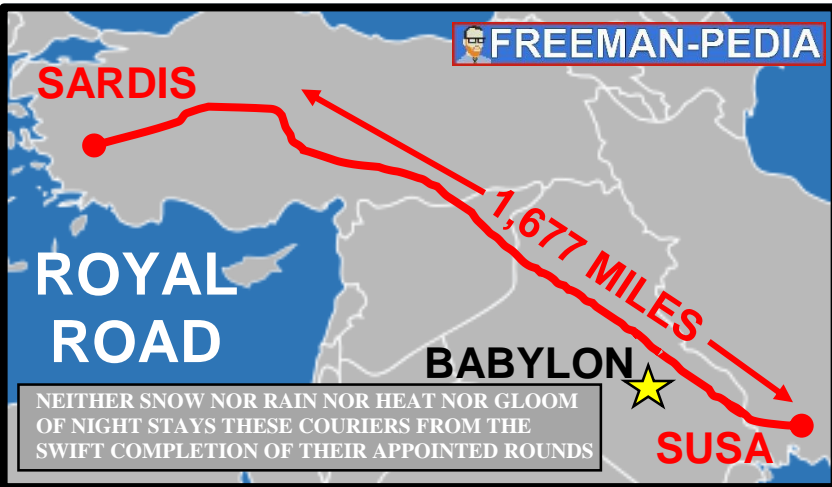 FREEMAN-PEDIA
SARDIS
1,677 MILES
ROYAL
ROAD
BABYLON
NEITHER SNOW NOR RAIN NOR HEAT NOR GLOOM
OF NIGHT STAYS THESE COURIERS FROM THE
SWIFT COMPLETION OF THEIR APPOINTED ROUNDS
SUSA